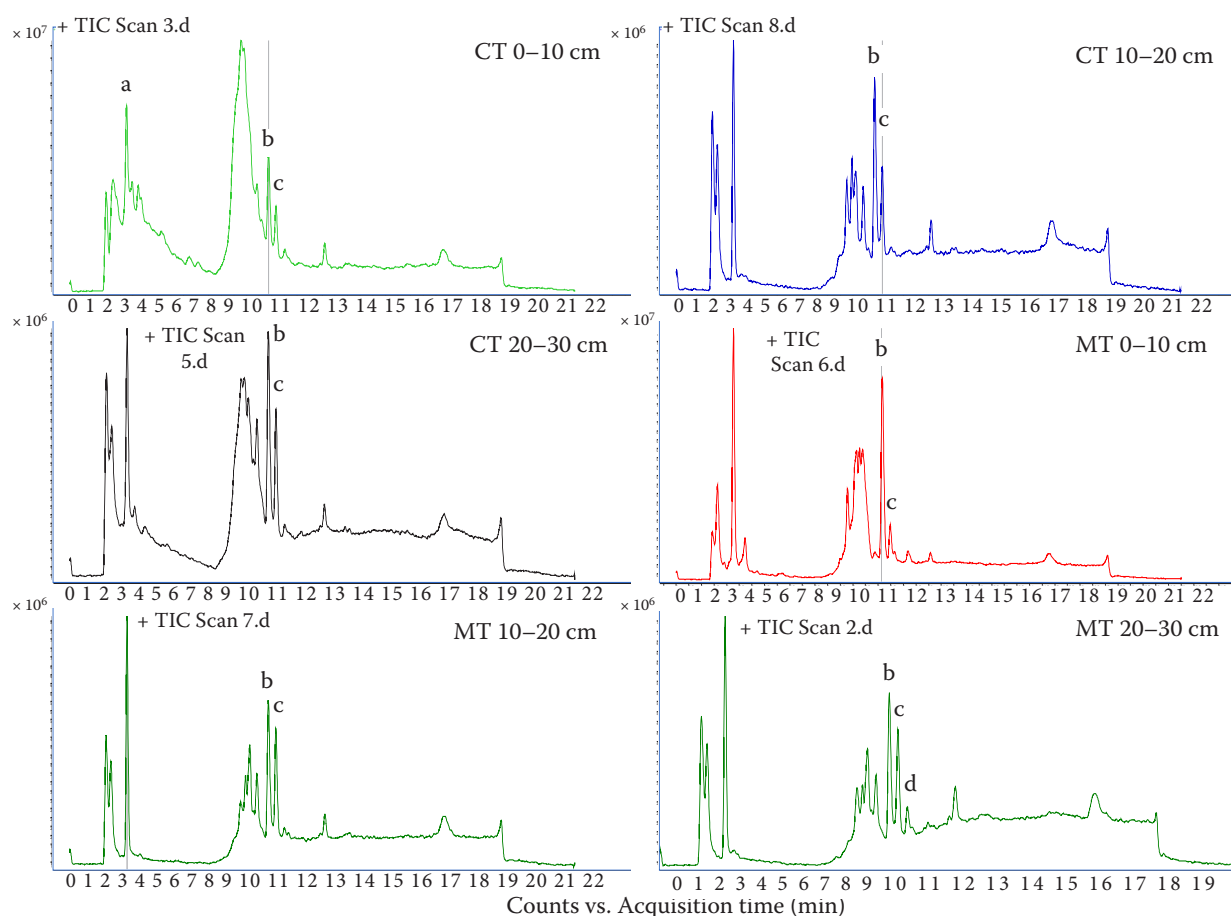 + TIC Scan 3.d
× 10⁷
CT 0–10 cm
a
b
c
0 1 2 3 4 5 6 7 8 9 10 11 12 13 14 15 16 17 18 19 20 21 22
+ TIC Scan 8.d
× 10⁶
CT 10–20 cm
b
c
0 1 2 3 4 5 6 7 8 9 10 11 12 13 14 15 16 17 18 19 20 21 22
× 10⁶
+ TIC Scan
5.d
CT 20–30 cm
b
c
0 1 2 3 4 5 6 7 8 9 10 11 12 13 14 15 16 17 18 19 20 21 22
× 10⁷
+ TIC
Scan 6.d
MT 0–10 cm
b
c
0 1 2 3 4 5 6 7 8 9 10 11 12 13 14 15 16 17 18 19 20 21 22
× 10⁶
+ TIC Scan 7.d
MT 10–20 cm
b
c
0 1 2 3 4 5 6 7 8 9 10 11 12 13 14 15 16 17 18 19 20 21 22
× 10⁶
+ TIC Scan 2.d
MT 20–30 cm
b
c
d
0 1 2 3 4 5 6 7 8 9 10 11 12 13 14 15 16 17 18 19
Counts vs. Acquisition time (min)